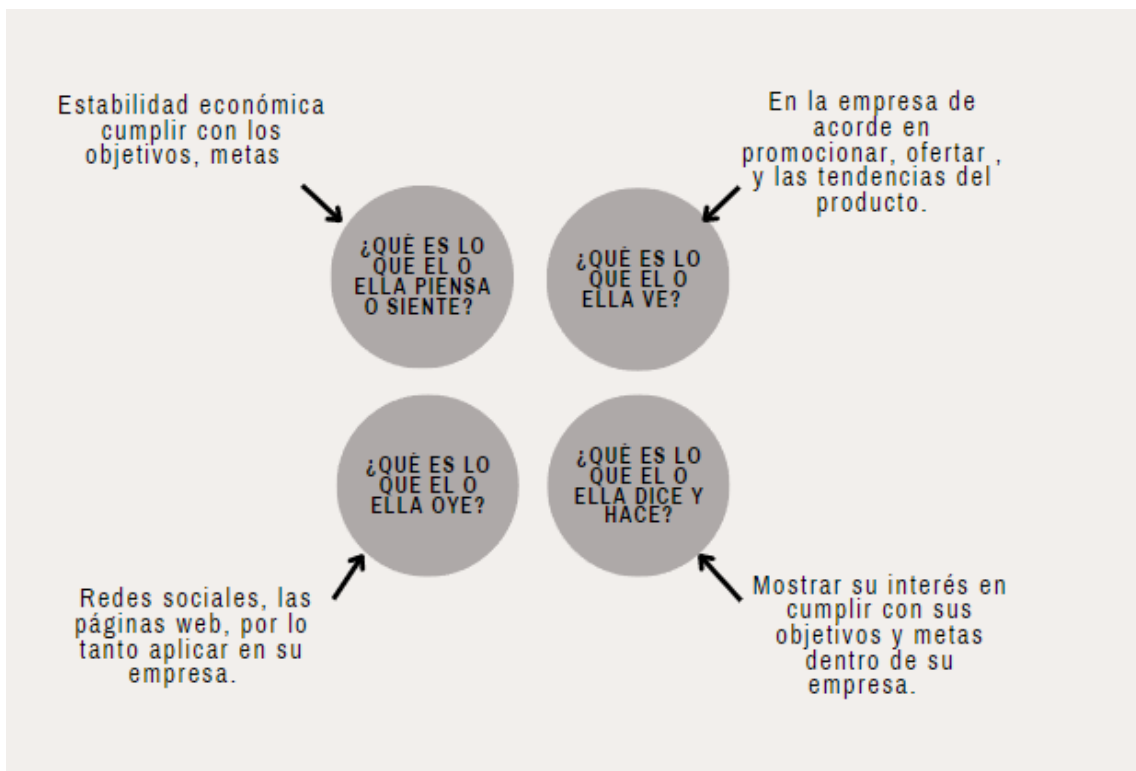 Estabilidad económica
cumplir con los
objetivos, metas
¿QUÉ ES LO
QUE EL O
ELLA PIENSA
O SIENTE?
En la empresa de
acorde en
promocionar, ofertar ,
y las tendencias del
producto.
¿QUÉ ES LO
QUE EL O
ELLA VE?
¿QUÉ ES LO
QUE EL O
ELLA OYE?
Redes sociales, las
páginas web, por lo
tanto aplicar en su
empresa.
¿QUÉ ES LO
QUE EL O
ELLA DICE Y
HACE?
Mostrar su interés en
cumplir con sus
objetivos y metas
dentro de su
empresa.